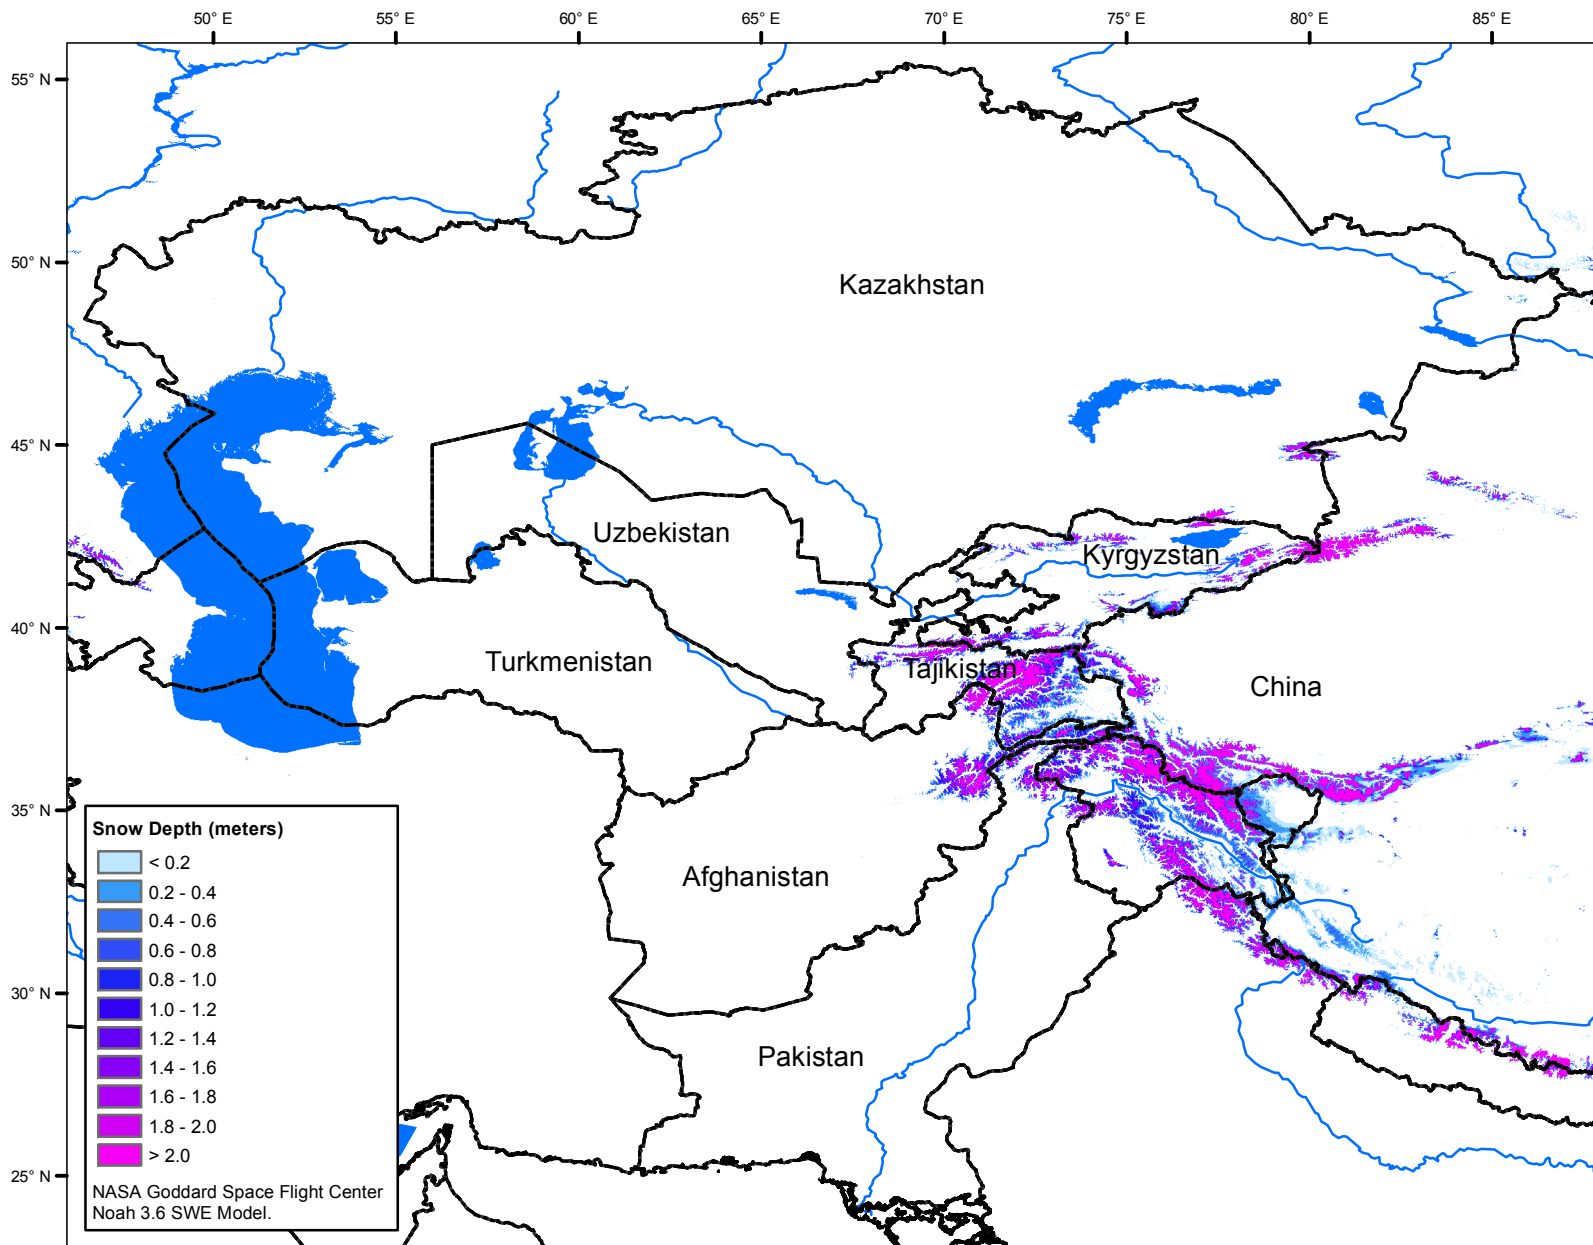 50° E 55° E 60° E 65° E 70° E 75° E 80° E 85° E
55° N
50° N
Kazakhstan
45° N
Uzbekistan
Kyrgyzstan
40° N
Turkmenistan
Tajikistan
China
35° N
Snow Depth (meters)
< 0.2
0.2 - 0.4
0.4 - 0.6
0.6 - 0.8
0.8 - 1.0
1.0 - 1.2
1.2 - 1.4
1.4 - 1.6
1.6 - 1.8
1.8 - 2.0
> 2.0
NASA Goddard Space Flight Center
Noah 3.6 SWE Model.
Afghanistan
30° N
Pakistan
25° N